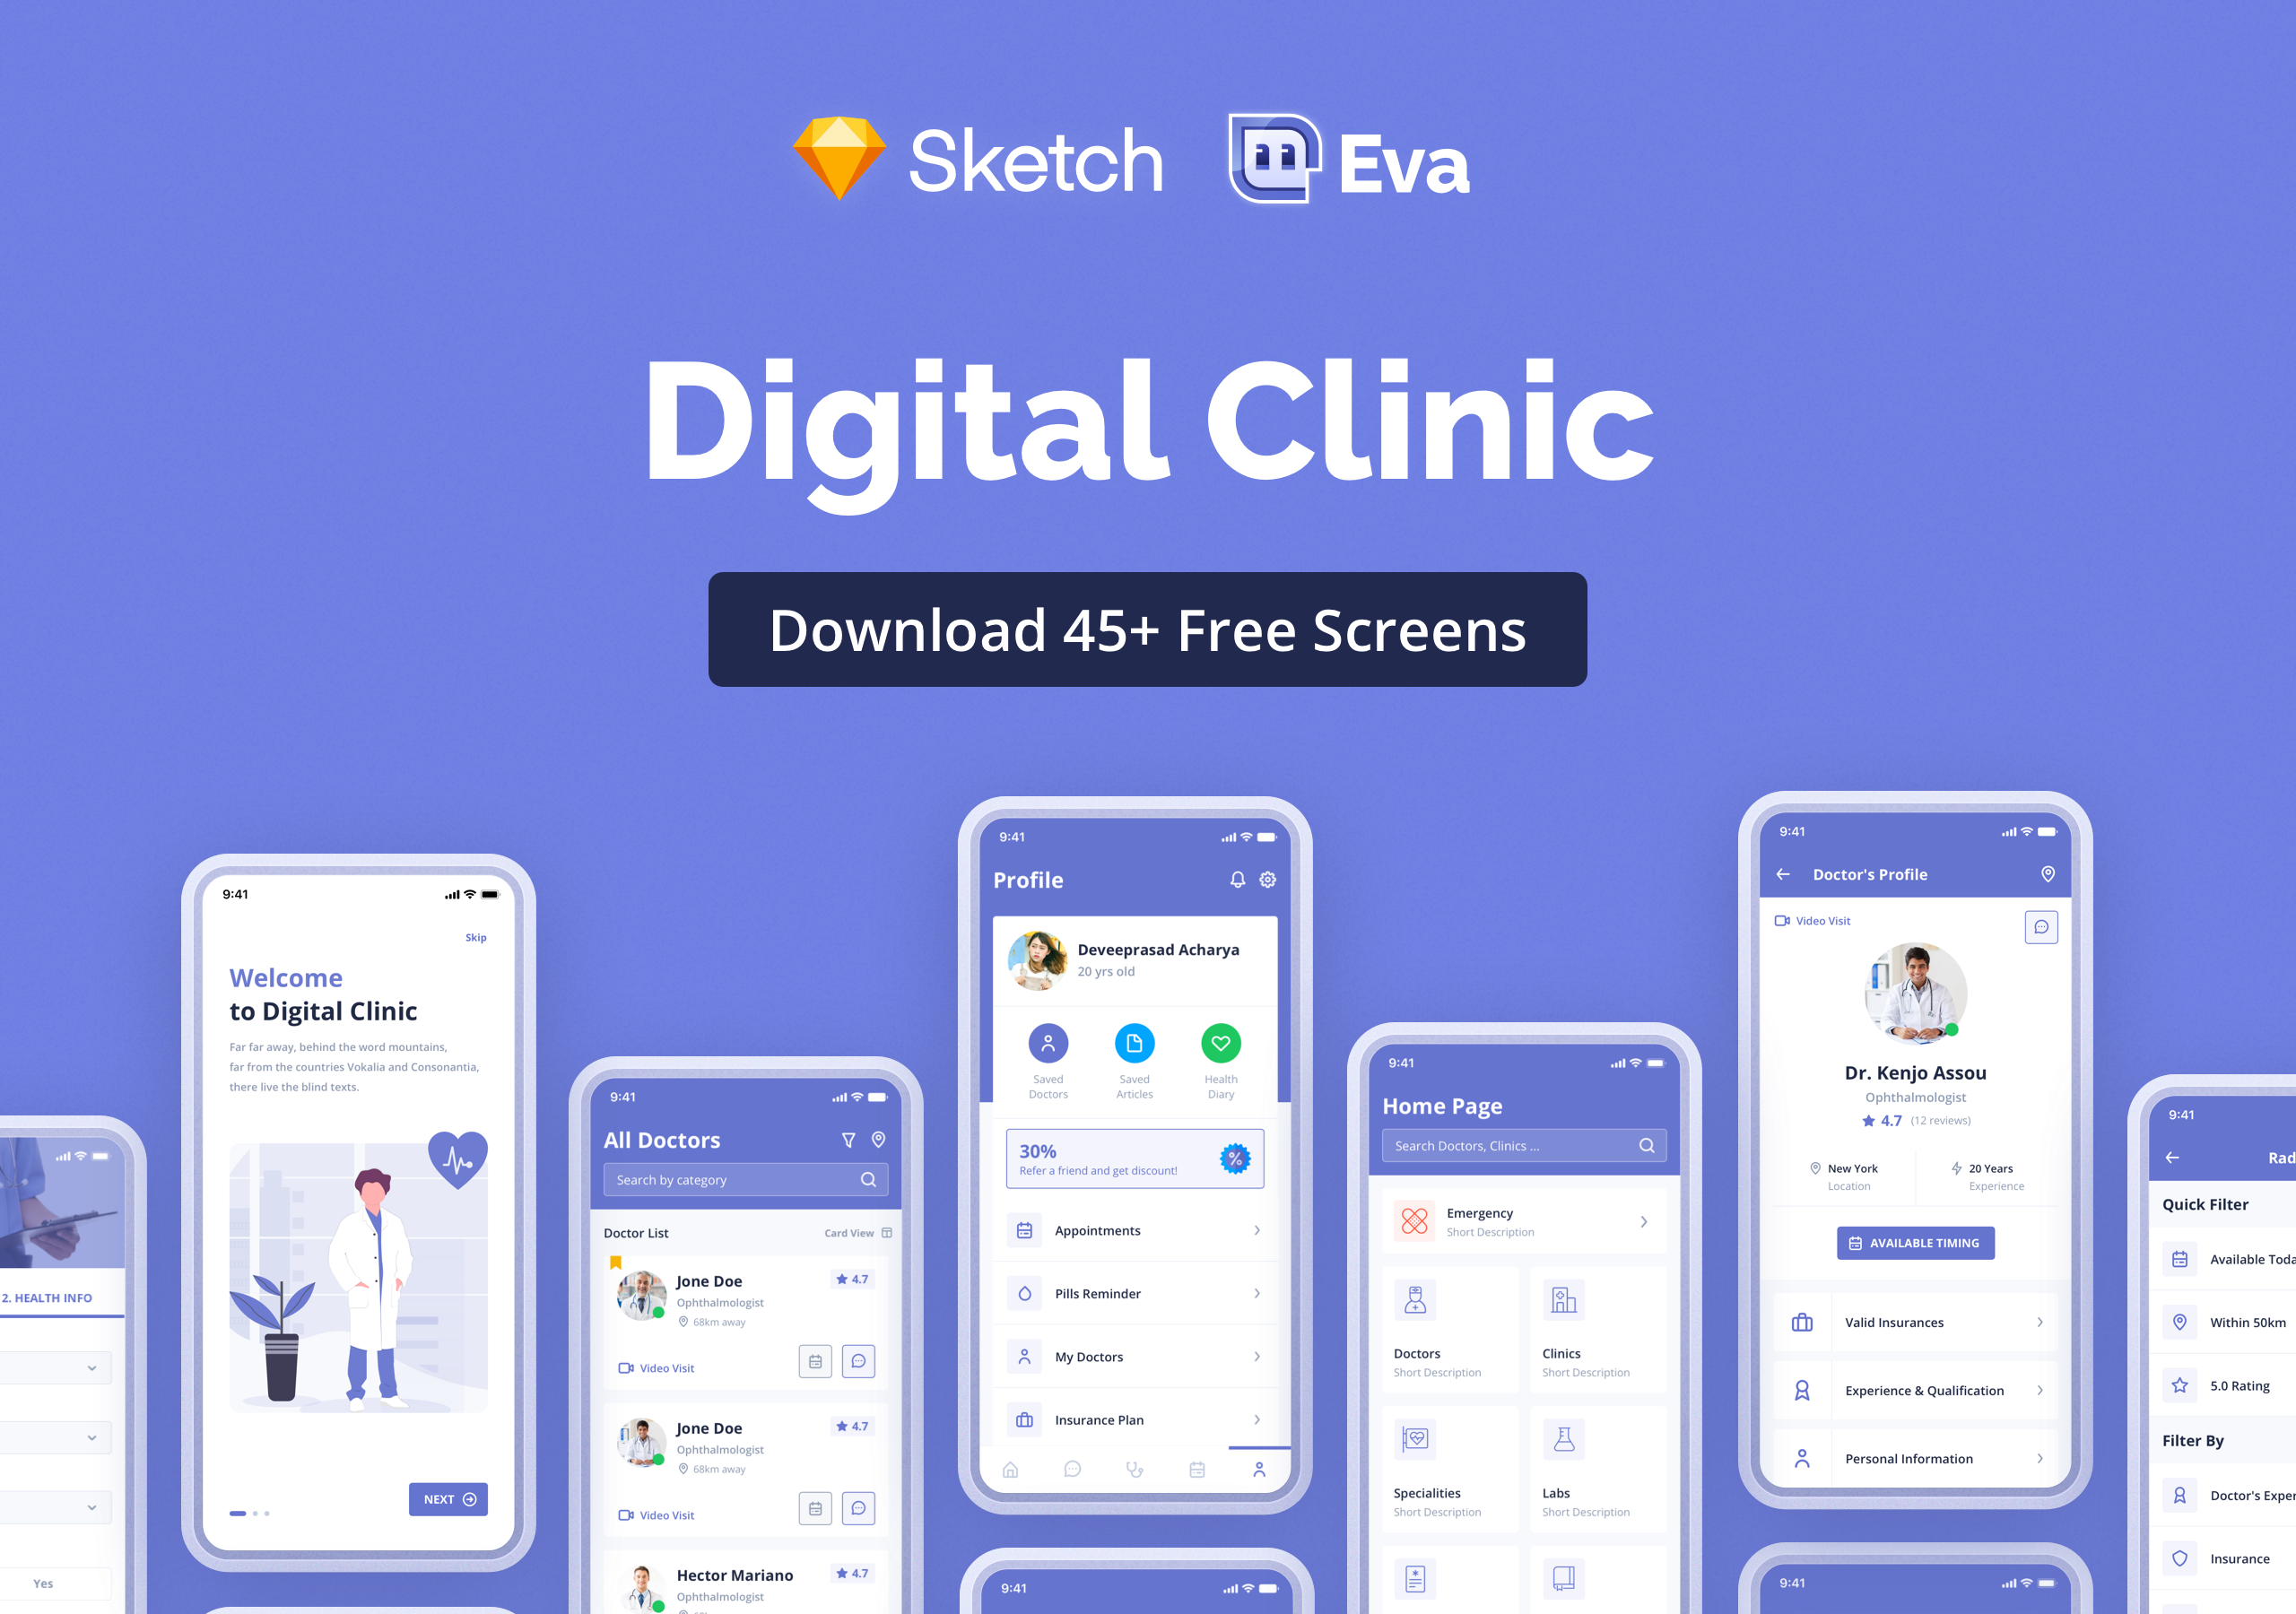 Sketch
Eva
Digital Clinic
Download 45+ Free Screens
2. HEALTH INFO
Yes
9:41
Skip
Welcome
to Digital Clinic
Far far away, behind the word mountains,
far from the countries Vokalia and Consonantia,
there live the blind texts.
NEXT
9:41
All Doctors
Search by category
Doctor List
Card View
Jone Doe
4.7
Ophthalmologist
68km away
Video Visit
Jone Doe
4.7
Ophthalmologist
68km away
Video Visit
Hector Mariano
4.7
Ophthalmologist
9:41
Profile
Deveeprasad Acharya
20 yrs old
Saved
Doctors
Saved
Articles
Health
Diary
30%
Refer a friend and get discount!
%
Appointments
Pills Reminder
My Doctors
Insurance Plan
9:41
9:41
Home Page
Search Doctors, Clinics ...
Emergency
Short Description
Doctors
Short Description
Clinics
Short Description
Specialities
Short Description
Labs
Short Description
9:41
Doctor's Profile
Video Visit
Dr. Kenjo Assou
Ophthalmologist
4.7 (12 reviews)
New York
Location
20 Years
Experience
AVAILABLE TIMING
Valid Insurances
Experience & Qualification
Personal Information
9:41
9:41
Rad
Quick Filter
Available Toda
Within 50km
5.0 Rating
Filter By
Doctor's Exper
Insurance